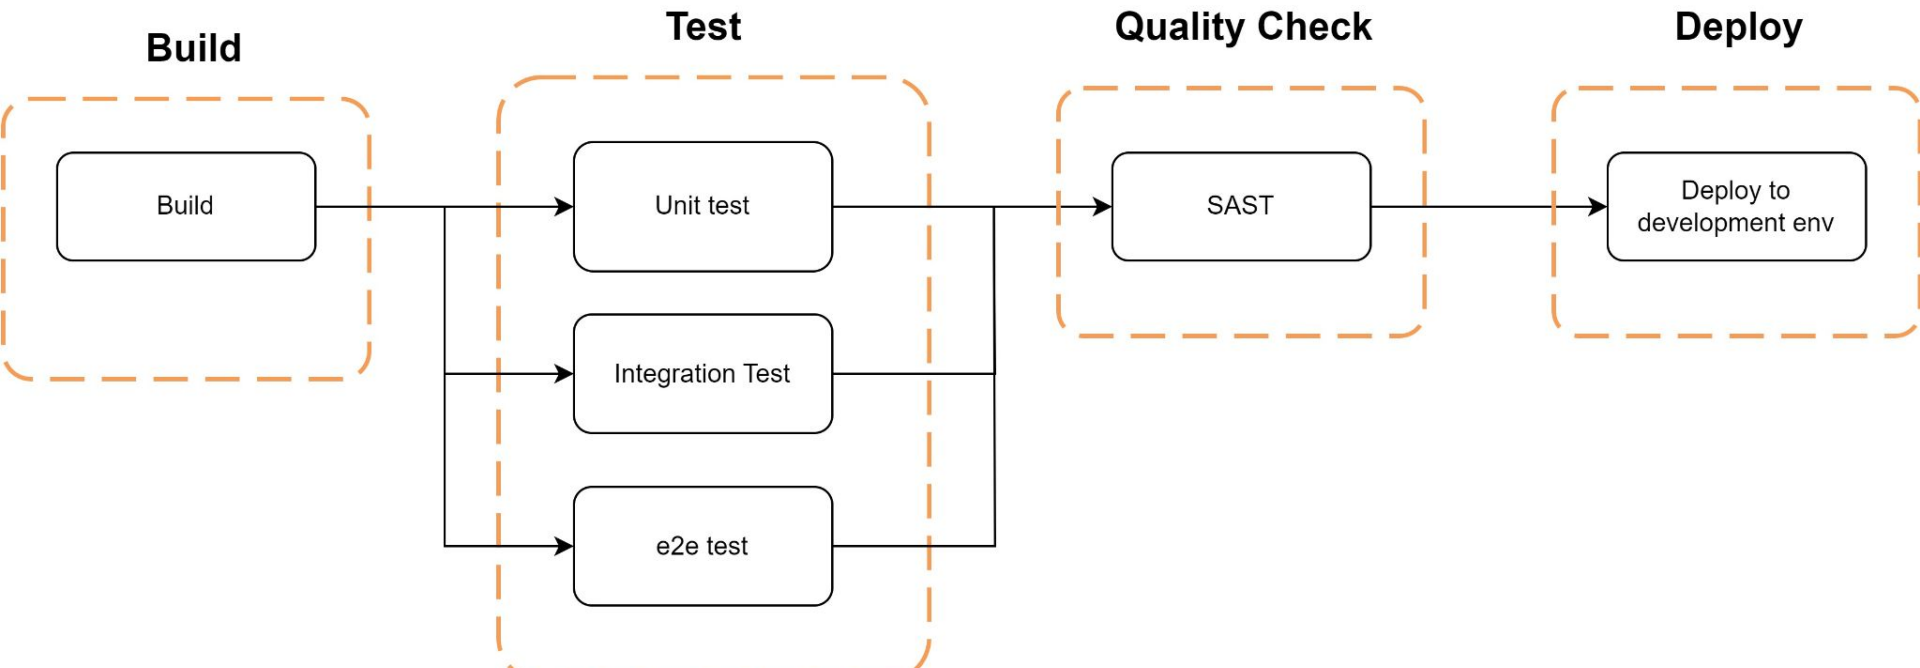 Build
Test
Quality Check
Deploy
Build
Unit test
SAST
Deploy to
development env
Integration Test
e2e test